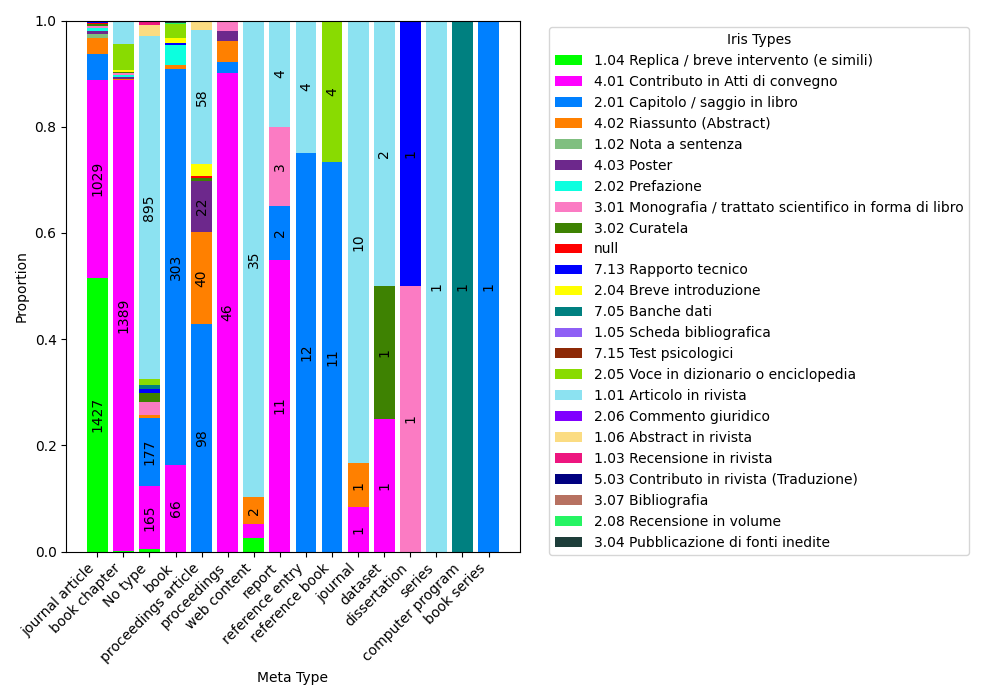 1.0
0.8
0.6
0.4
0.2
0.0
Proportion
1427
1029
1389
165
177
895
66
303
98
40
22
58
46
2
35
11
2
3
4
12
4
11
4
1
1
10
1
1
2
1
1
1
1
1
journal article
book chapter
No type
book
proceedings article
proceedings
web content
report
reference entry
reference book
journal
dataset
dissertation
series
computer program
book series
Meta Type
Iris Types
1.04 Replica / breve intervento (e simili)
4.01 Contributo in Atti di convegno
2.01 Capitolo / saggio in libro
4.02 Riassunto (Abstract)
1.02 Nota a sentenza
4.03 Poster
2.02 Prefazione
3.01 Monografia / trattato scientifico in forma di libro
3.02 Curatela
null
7.13 Rapporto tecnico
2.04 Breve introduzione
7.05 Banche dati
1.05 Scheda bibliografica
7.15 Test psicologici
2.05 Voce in dizionario o enciclopedia
1.01 Articolo in rivista
2.06 Commento giuridico
1.06 Abstract in rivista
1.03 Recensione in rivista
5.03 Contributo in rivista (Traduzione)
3.07 Bibliografia
2.08 Recensione in volume
3.04 Pubblicazione di fonti inedite